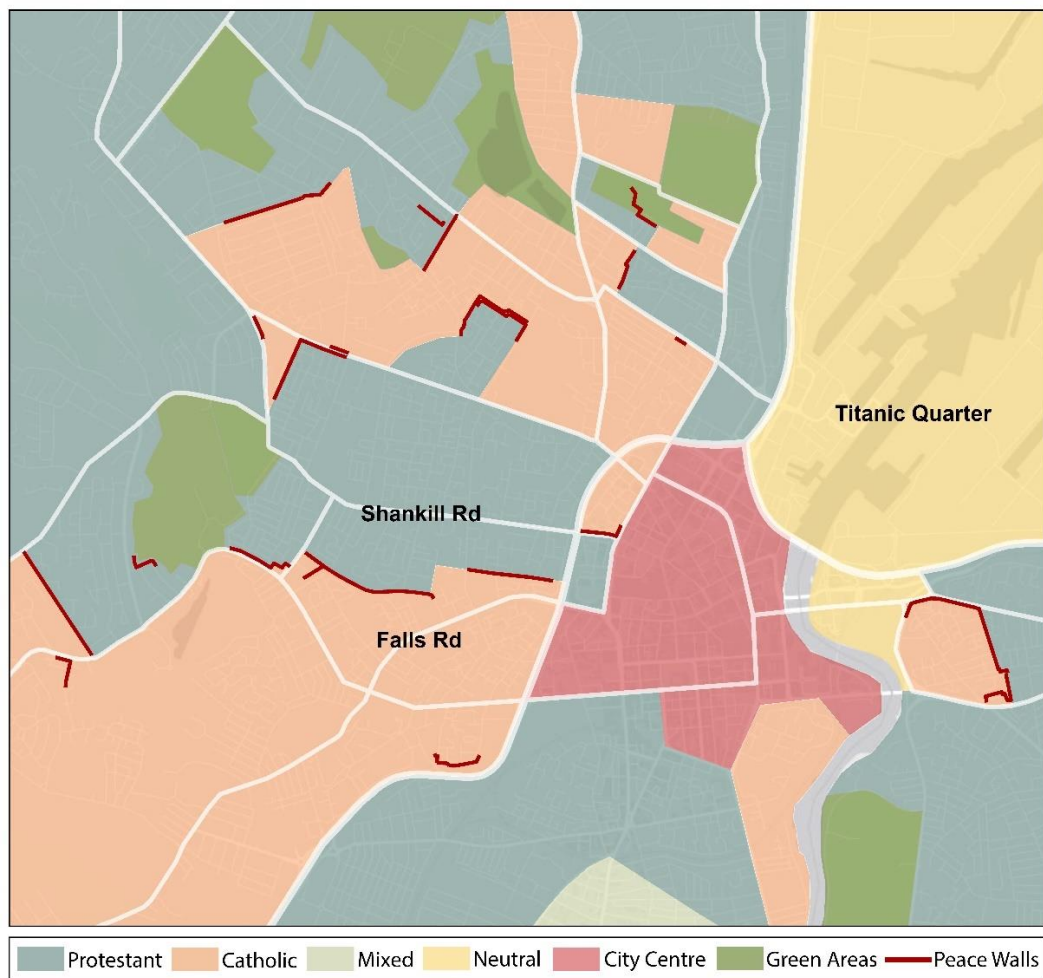 Titanic Quarter
Shankill Rd
Falls Rd
Protestant Catholic Mixed Neutral City Centre Green Areas Peace Walls